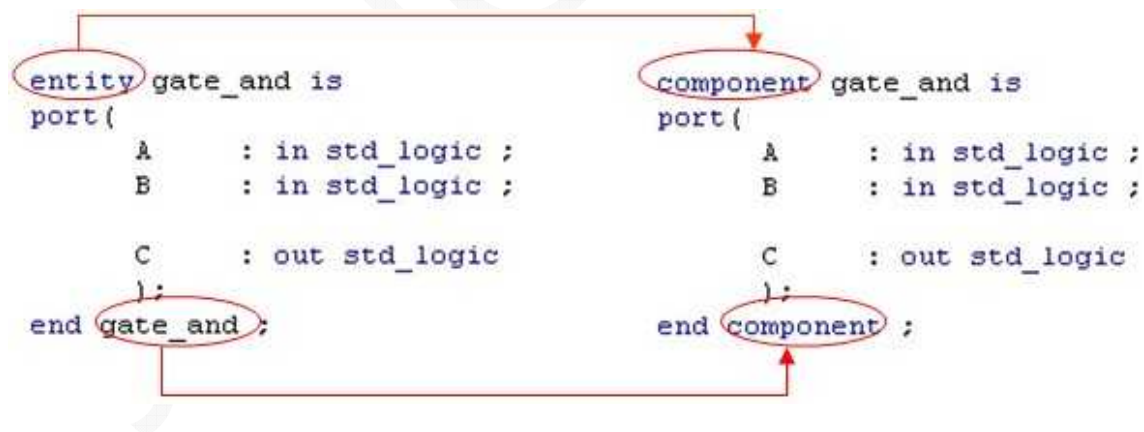 entity gate_and is
port(
A : in std_logic ;
B : in std_logic ;
C : out std_logic
);
end gate_and ;
component gate_and is
port(
A : in std_logic ;
B : in std_logic ;
C : out std_logic
);
end component ;